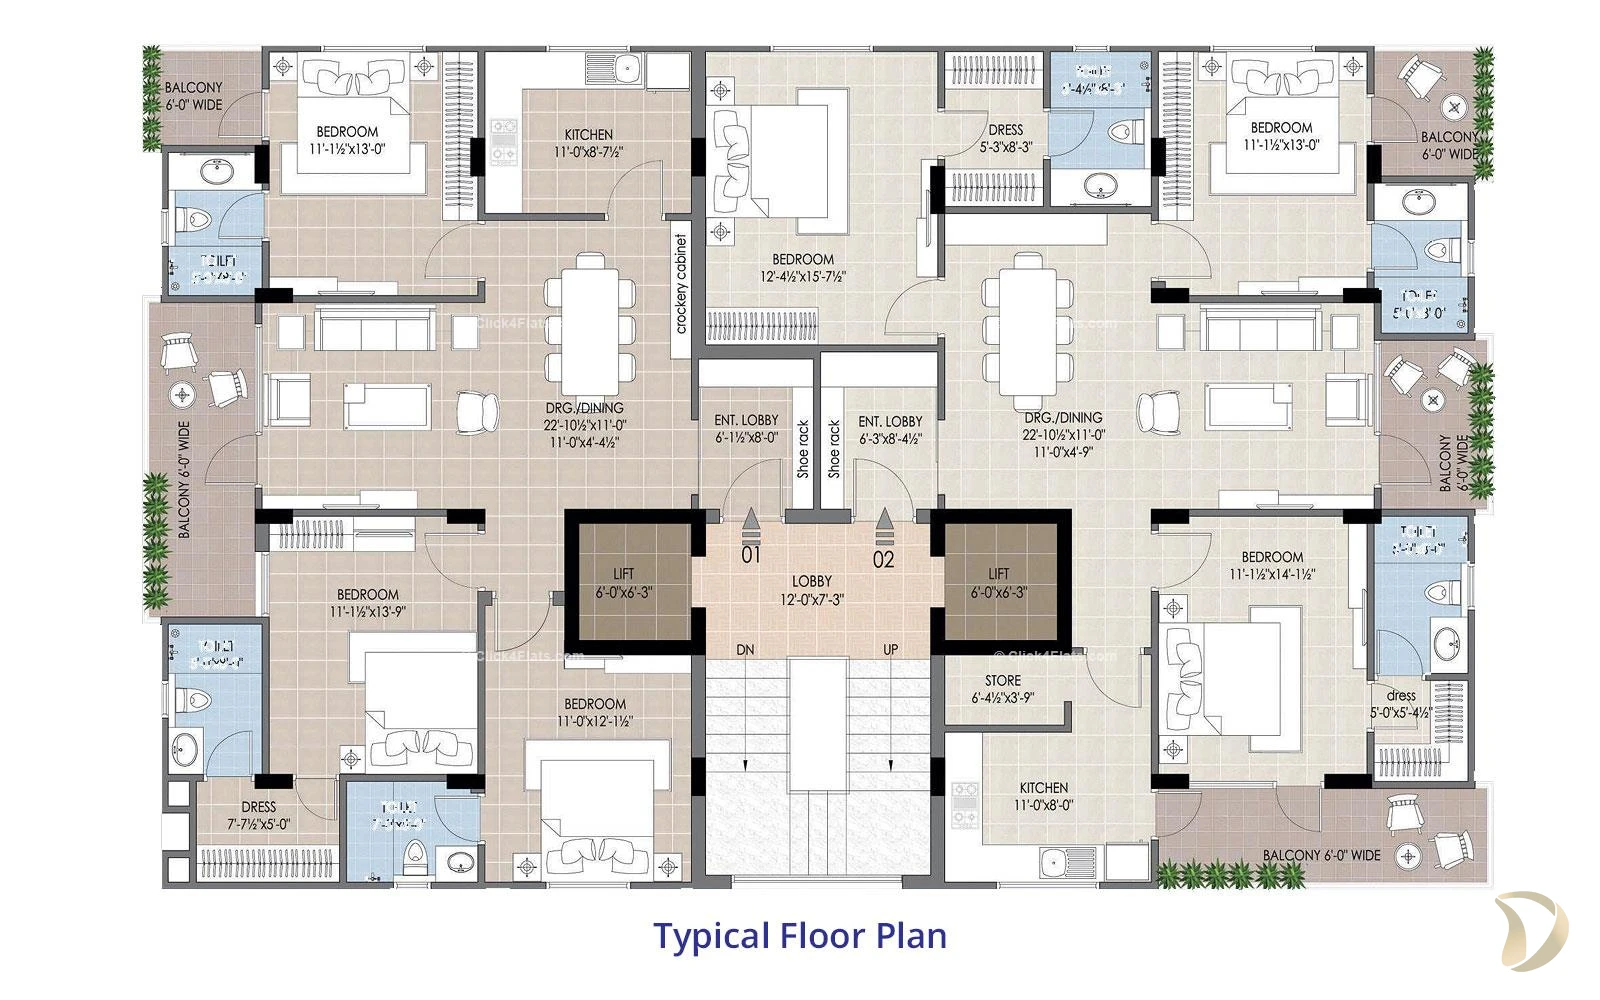 BALCONY
6'-0" WIDE
BEDROOM
11'-1½"x13'-0"
KITCHEN
11'-0"x8'-7½"
crockery cabinet
BEDROOM
12'-4½"x15'-7½"
DRESS
5'-3"x8'-3"
BEDROOM
11'-1½"x13'-0"
BALCONY
6'-0" WIDE
Click4Flats.com
DRG./DINING
22'-10½"x11'-0"
11'-0"x4'-4½"
ENT. LOBBY
6'-1½"x8'-0"
Shoe rack
Shoe rack
ENT. LOBBY
6'-3"x8'-4½"
DRG./DINING
22'-10½"x11'-0"
11'-0"x4'-9"
BALCONY
6'-0" WIDE
BALCONY 6'-0" WIDE
01
02
LIFT
6'-0"x6'-3"
LOBBY
12'-0"x7'-3"
LIFT
6'-0"x6'-3"
BEDROOM
11'-1½"x14'-1½"
BEDROOM
11'-1½"x13'-9"
DN
UP
Click4Flats.com
© Click4Flats.com
STORE
6'-4½"x3'-9"
dress
5'-0"x5'-4½"
BEDROOM
11'-0"x12'-1½"
KITCHEN
11'-0"x8'-0"
DRESS
7'-7½"x5'-0"
BALCONY 6'-0" WIDE
Typical Floor Plan